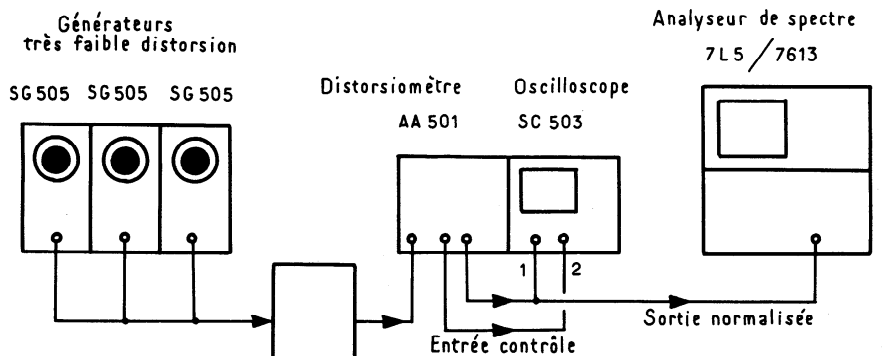 Générateurs
très faible distorsion
SG 505 SG 505 SG 505
Distorsiomètre
AA 501
Oscilloscope
SC 503
Analyseur de spectre
7L5 / 7613
1 2
Entrée contrôle
Sortie normalisée